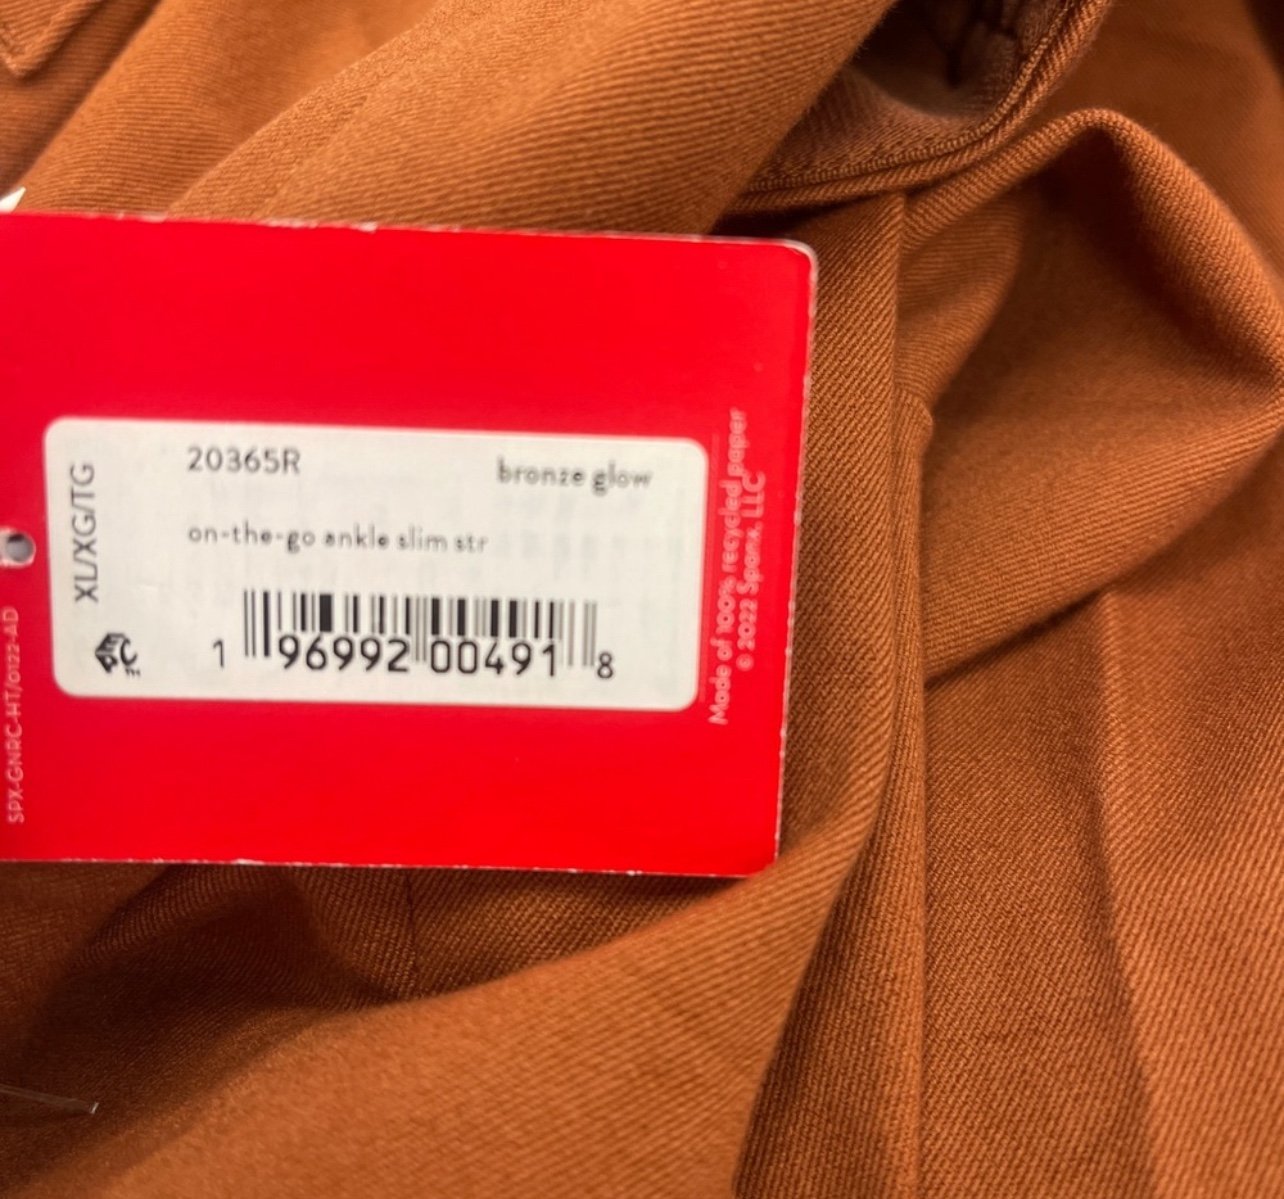 20365R
bronze glow
on-the-go ankle slim str
XL/XG/TG
1 96992 00491 8
Made of 100% recycled paper
© 2022 Spanx, LLC
SPX-GNRC-HT/0122-AD